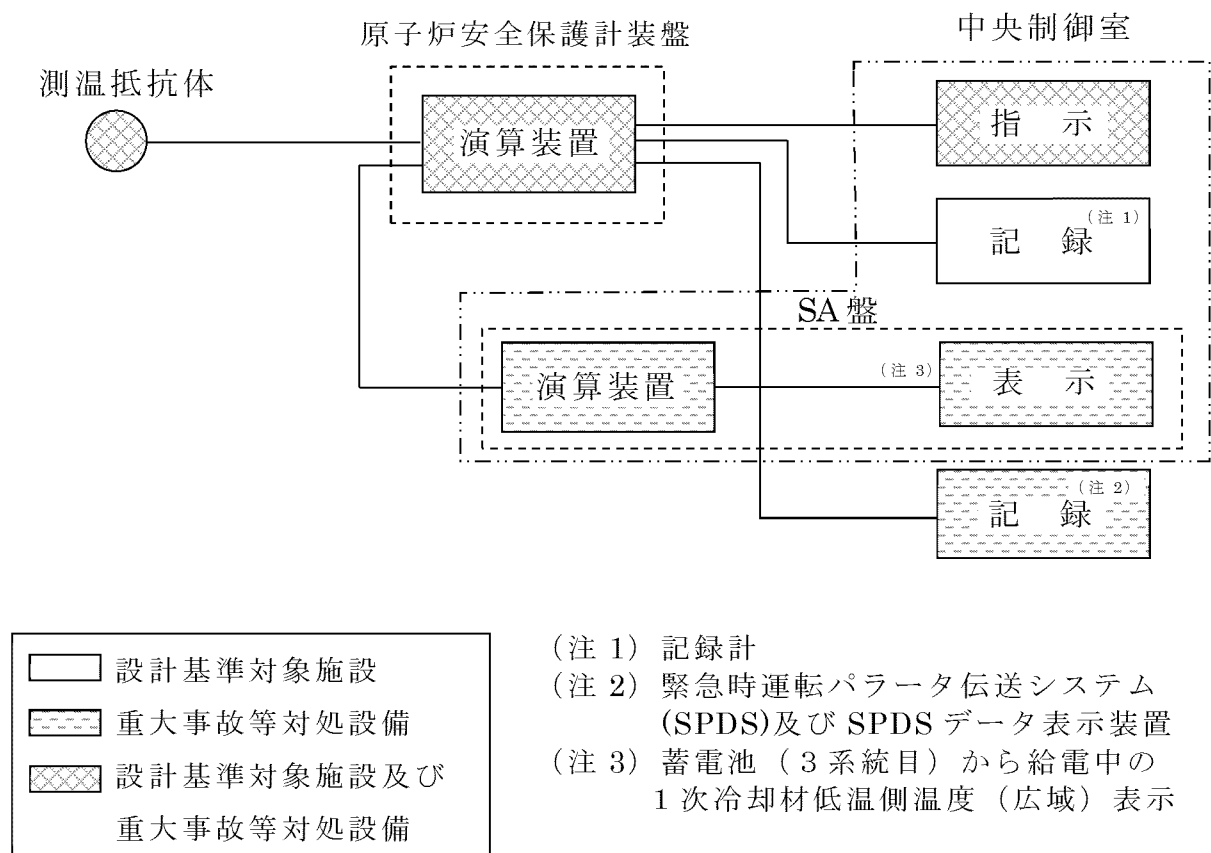 原子炉安全保護計装盤
中央制御室
測温抵抗体
演算装置
指 示
記 録 (注 1)
SA 盤
演算装置
(注 3)
表 示
記 録 (注 2)
設計基準対象施設
重大事故等対処設備
設計基準対象施設及び
重大事故等対処設備
(注 1) 記録計
(注 2) 緊急時運転パラータ伝送システム
(SPDS)及び SPDS データ表示装置
(注 3) 蓄電池（3系統目）から給電中の
1 次冷却材低温側温度（広域）表示